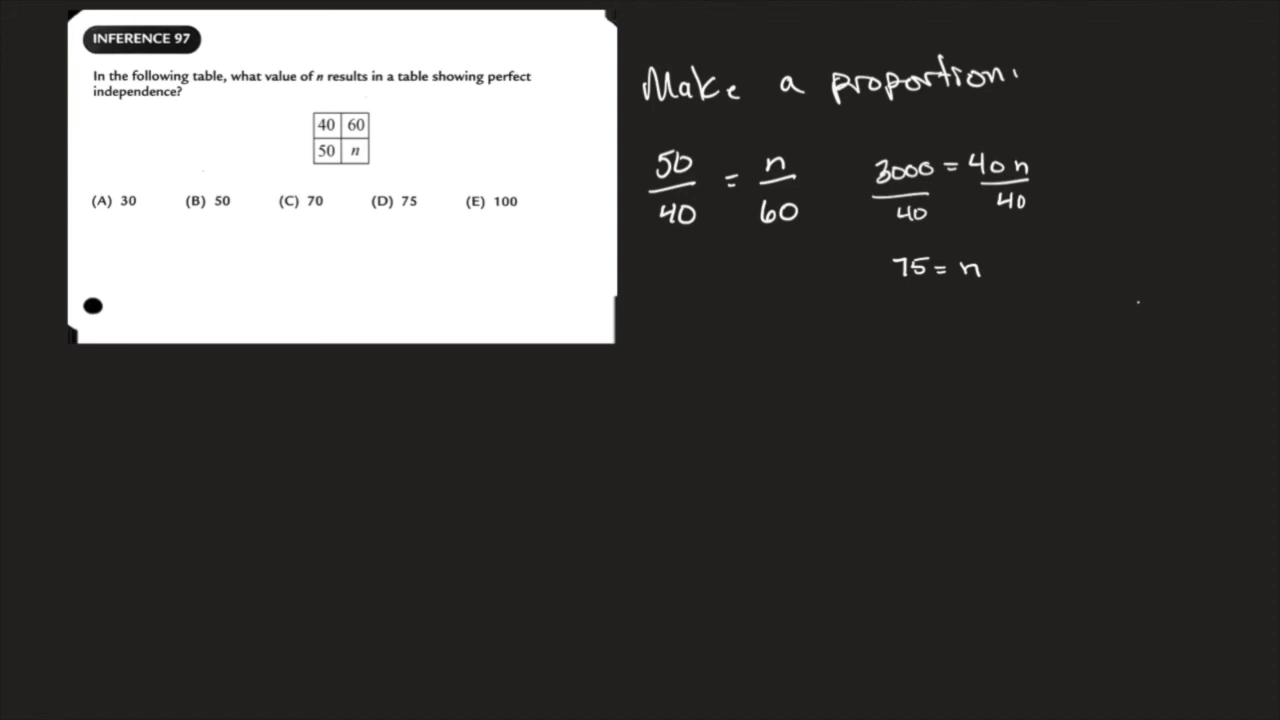 INFERENCE 97
In the following table, what value of n results in a table showing perfect
independence?
40 60
50 n
(A) 30 (B) 50 (C) 70 (D) 75 (E) 100
Make a proportion.
50/40 = n/60
3000/40 = 40n/40
75 = n